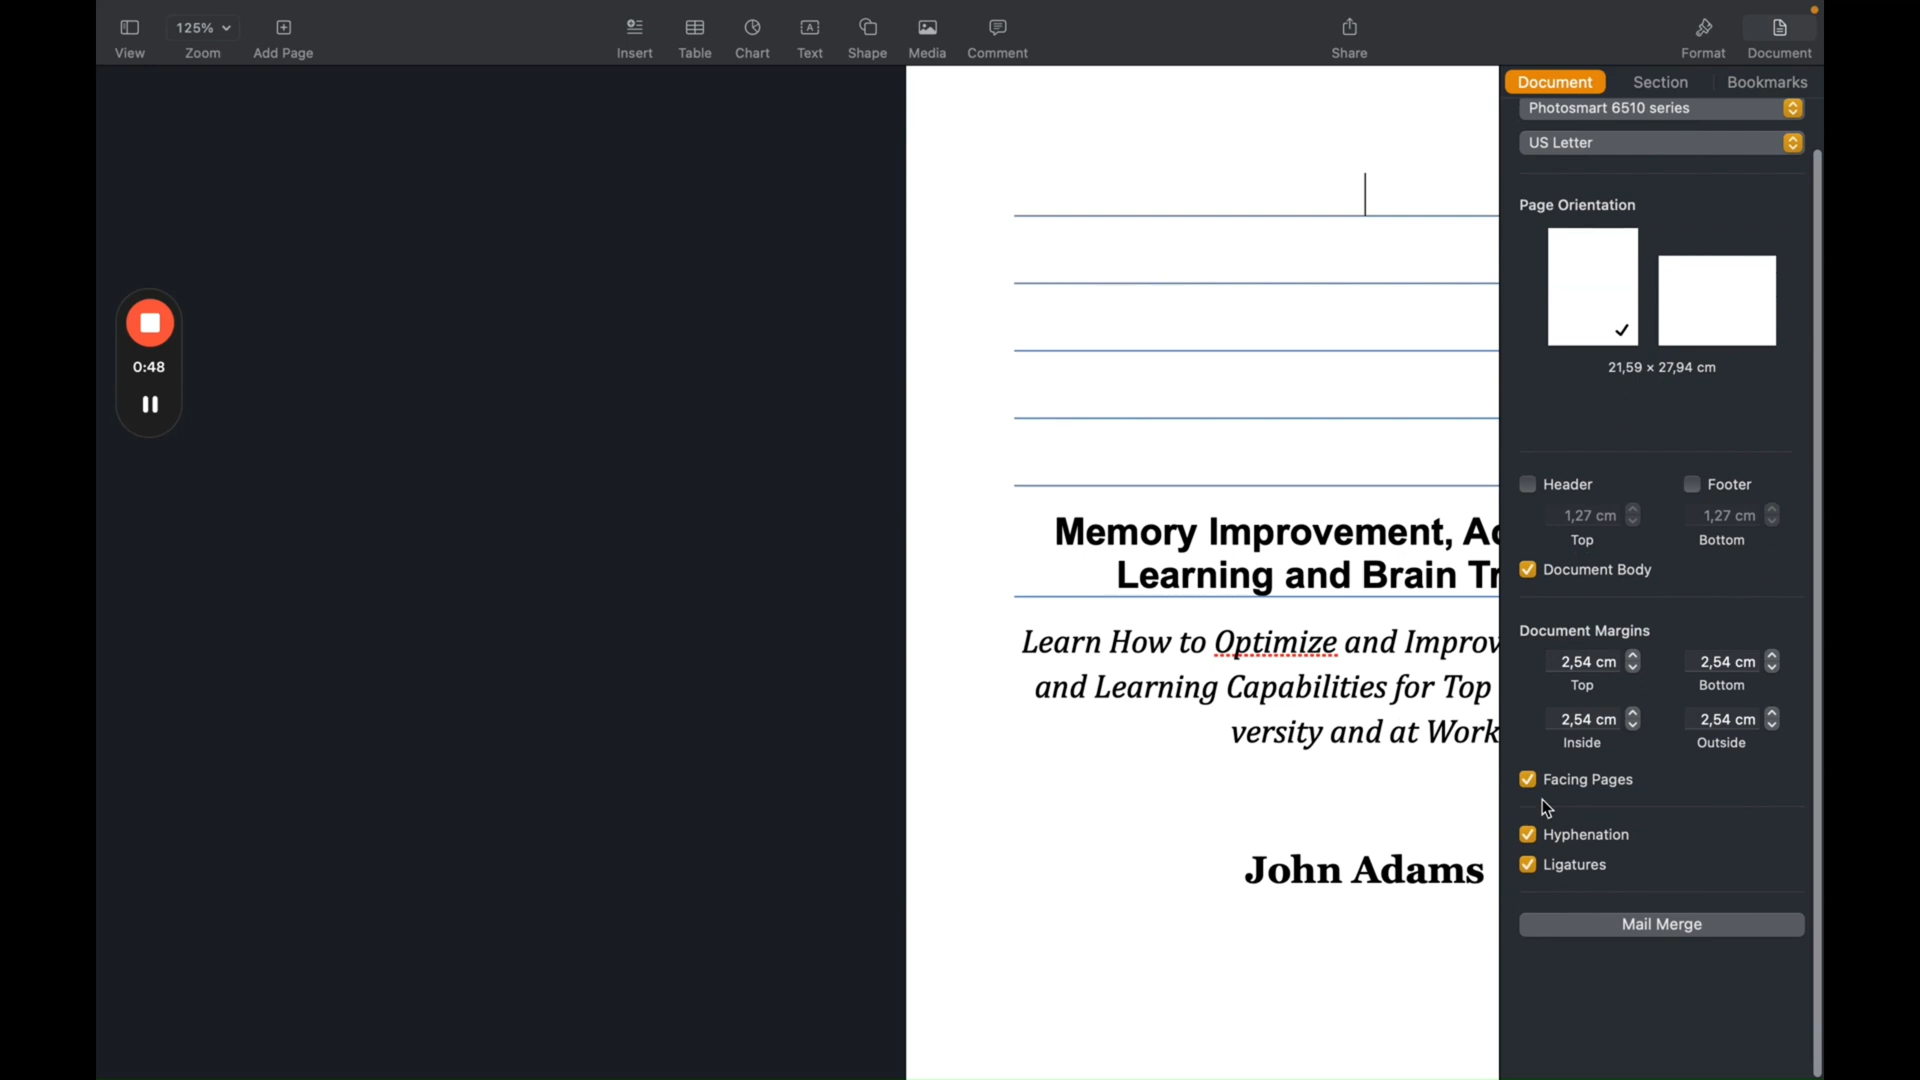 125%
View
Zoom
Add Page
Insert
Table
Chart
Text
Shape
Media
Comment
Share
Format
Document
Document
Section
Bookmarks
Photosmart 6510 series
US Letter
Page Orientation
21,59 × 27,94 cm
0:48
Header
Footer
1,27 cm
1,27 cm
Top
Bottom
Document Body
Document Margins
2,54 cm
2,54 cm
Top
Bottom
2,54 cm
2,54 cm
Inside
Outside
Facing Pages
Hyphenation
Ligatures
Mail Merge
Memory Improvement, Ac
Learning and Brain Tr
Learn How to Optimize and Improv
and Learning Capabilities for Top
versity and at Work
John Adams